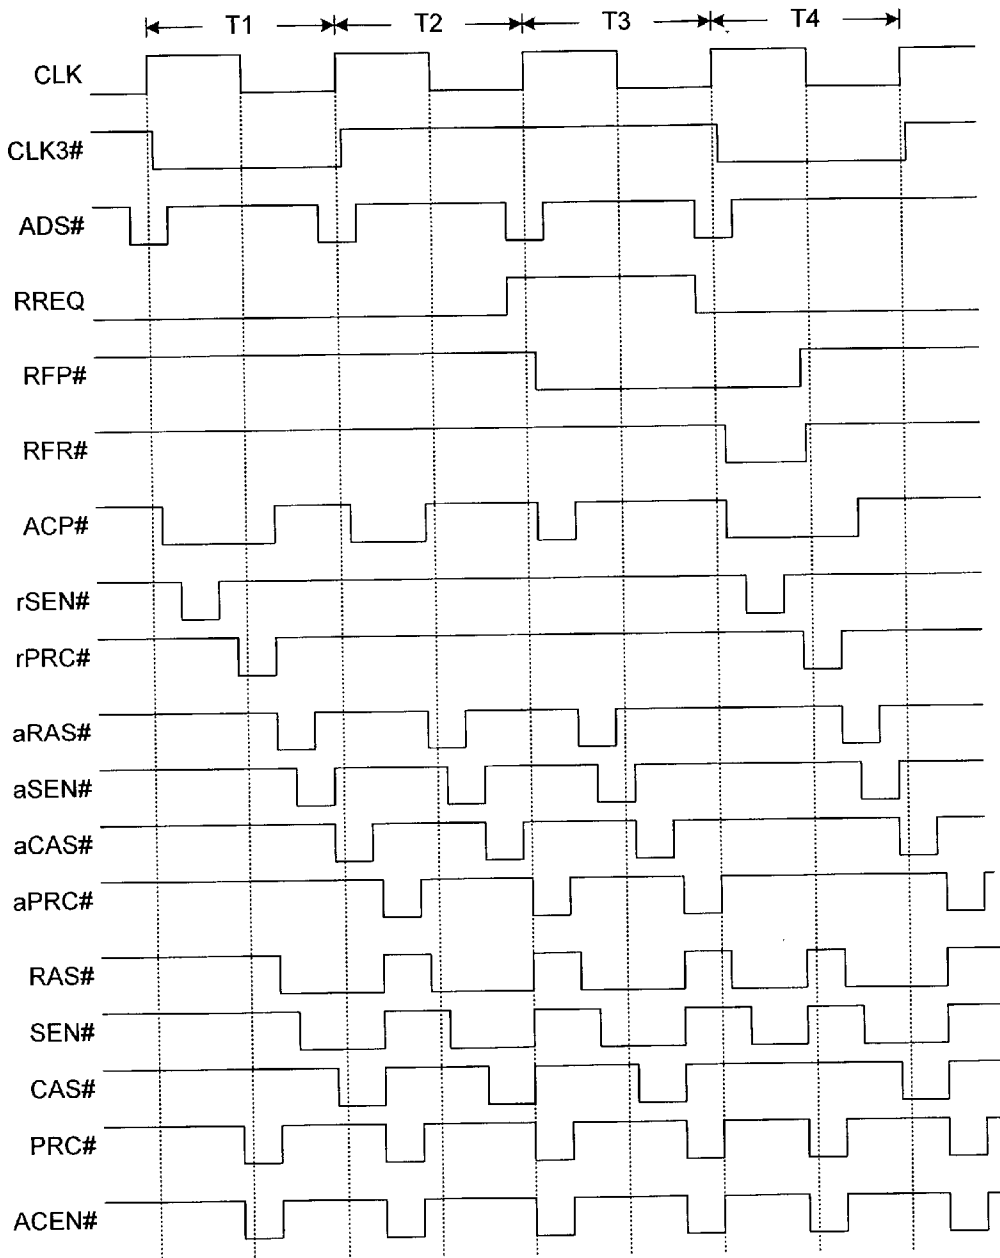 T1 T2 T3 T4
CLK
CLK3#
ADS#
RREQ
RFP#
RFR#
ACP#
rSEN#
rPRC#
aRAS#
aSEN#
aCAS#
aPRC#
RAS#
SEN#
CAS#
PRC#
ACEN#